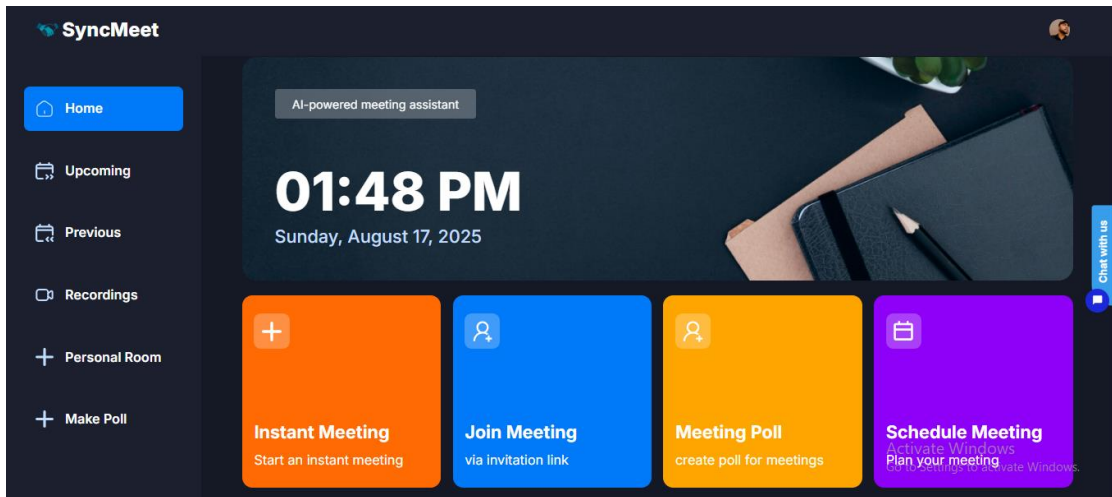 SyncMeet
Home
Upcoming
Previous
Recordings
Personal Room
Make Poll
AI-powered meeting assistant
01:48 PM
Sunday, August 17, 2025
Instant Meeting
Start an instant meeting
Join Meeting
via invitation link
Meeting Poll
create poll for meetings
Schedule Meeting
Plan your meeting
Activate Windows
Go to Settings to activate Windows.
Chat with us